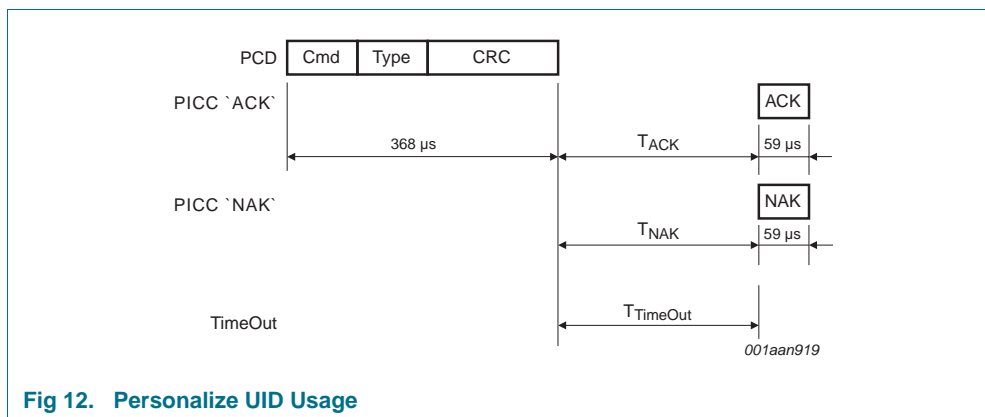 PCD Cmd Type CRC
PICC `ACK` ACK
368 µs TACK 59 µs
PICC `NAK` NAK
TNAK 59 µs
TimeOut TTimeOut
001aan919
Fig 12. Personalize UID Usage